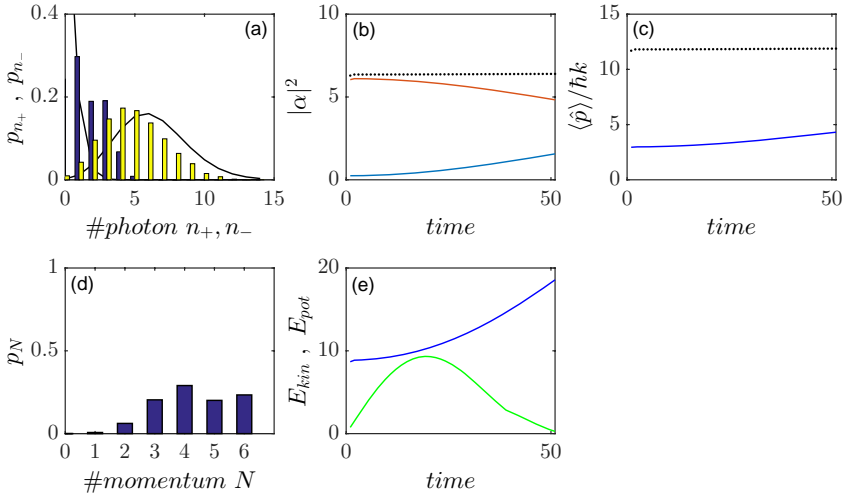 (a)
0.4
0.2
0
0 5 10 15
p_{n_+} , p_{n_-}
#photon n_+, n_-
(b)
10
5
0
0 50
|α|^2
time
(c)
15
10
5
0
0 50
⟨p̂⟩/ħk
time
(d)
1
0.5
0
0 1 2 3 4 5 6
p_N
#momentum N
(e)
20
10
0
0 50
E_{kin} , E_{pot}
time